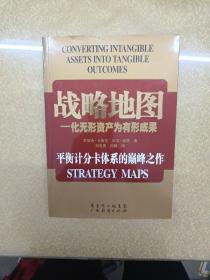 CONVERTING INTANGIBLE
ASSETS INTO TANGIBLE
OUTCOMES
战略地图
—化无形资产为有形成果
平衡计分卡体系的巅峰之作
STRATEGY MAPS